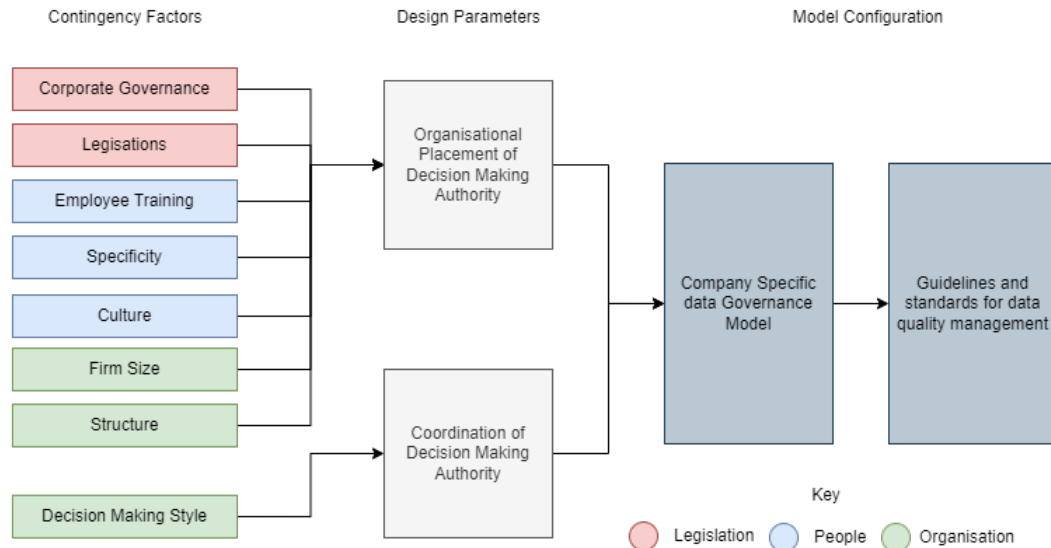 Contingency Factors
Design Parameters
Model Configuration
Corporate Governance
Legisations
Employee Training
Specificity
Culture
Firm Size
Structure
Decision Making Style
Organisational
Placement of
Decision Making
Authority
Coordination of
Decision Making
Authority
Company Specific
data Governance
Model
Guidelines and
standards for data
quality management
Key
Legislation
People
Organisation